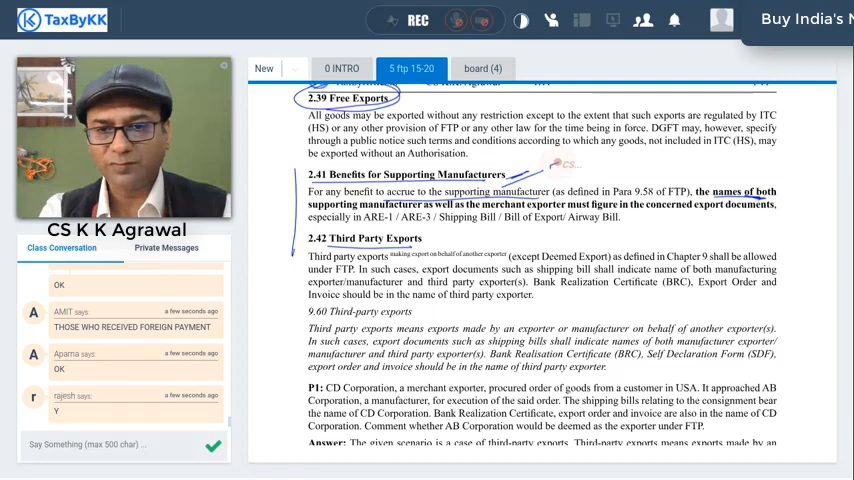 TaxByKK
REC
Buy India's N
New
0 INTRO
5 ftp 15-20
board (4)
2.39 Free Exports
All goods may be exported without any restriction except to the extent that such exports are regulated by ITC
(HS) or any other provision of FTP or any other law for the time being in force. DGFT may, however, specify
through a public notice such terms and conditions according to which any goods, not included in ITC (HS), may
be exported without an Authorisation.
CS...
2.41 Benefits for Supporting Manufacturers
For any benefit to accrue to the supporting manufacturer (as defined in Para 9.58 of FTP), the names of both
supporting manufacturer as well as the merchant exporter must figure in the concerned export documents,
especially in ARE-1 / ARE-3 / Shipping Bill / Bill of Export/ Airway Bill.
2.42 Third Party Exports
Third party exports making export on behalf of another exporter (except Deemed Export) as defined in Chapter 9 shall be allowed
under FTP. In such cases, export documents such as shipping bill shall indicate name of both manufacturing
exporter/manufacturer and third party exporter(s). Bank Realization Certificate (BRC), Export Order and
Invoice should be in the name of third party exporter.
9.60 Third-party exports
Third party exports means exports made by an exporter or manufacturer on behalf of another exporter(s).
In such cases, export documents such as shipping bills shall indicate names of both manufacturer exporter/
manufacturer and third party exporter(s). Bank Realisation Certificate (BRC), Self Declaration Form (SDF),
export order and invoice should be in the name of third party exporter.
P1: CD Corporation, a merchant exporter, procured order of goods from a customer in USA. It approached AB
Corporation, a manufacturer, for execution of the said order. The shipping bills relating to the consignment bear
the name of CD Corporation. Bank Realization Certificate, export order and invoice are also in the name of CD
Corporation. Comment whether AB Corporation would be deemed as the exporter under FTP.
Answer: The given scenario is a case of third-party exports. Third-party exports means exports made by an
CS K K Agrawal
Class Conversation
Private Messages
OK
A
AMIT says:
a few seconds ago
THOSE WHO RECEIVED FOREIGN PAYMENT
A
Aparna says:
a few seconds ago
OK
r
rajesh says:
a few seconds ago
Y
Say Something (max 500 char) ...